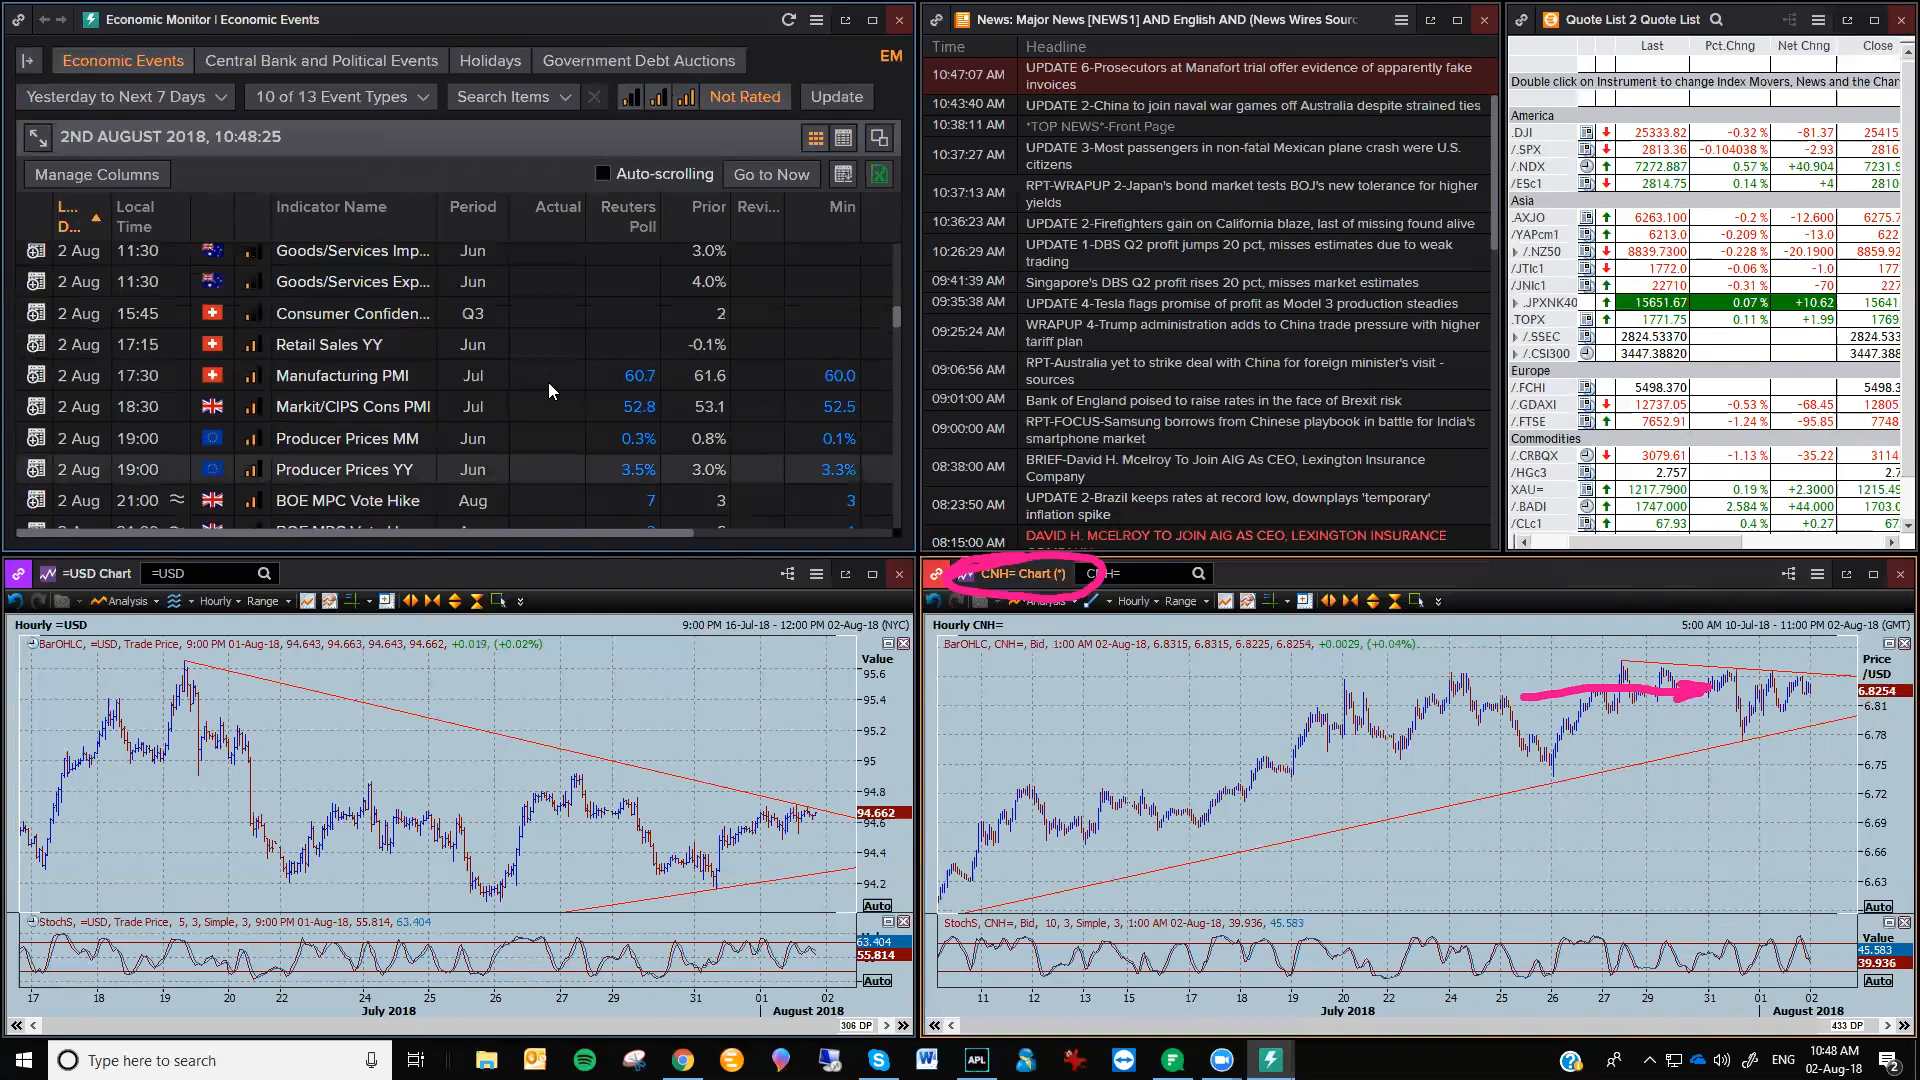 Economic Monitor | Economic Events
Economic Events Central Bank and Political Events Holidays Government Debt Auctions EM
Yesterday to Next 7 Days 10 of 13 Event Types Search Items Not Rated Update
2ND AUGUST 2018, 10:48:25
Manage Columns Auto-scrolling Go to Now
L... D... Local Time Indicator Name Period Actual Reuters Poll Prior Revi... Min
2 Aug 11:30 Goods/Services Imp... Jun 3.0%
2 Aug 11:30 Goods/Services Exp... Jun 4.0%
2 Aug 15:45 Consumer Confiden... Q3 2
2 Aug 17:15 Retail Sales YY Jun -0.1%
2 Aug 17:30 Manufacturing PMI Jul 60.7 61.6 60.0
2 Aug 18:30 Markit/CIPS Cons PMI Jul 52.8 53.1 52.5
2 Aug 19:00 Producer Prices MM Jun 0.3% 0.8% 0.1%
2 Aug 19:00 Producer Prices YY Jun 3.5% 3.0% 3.3%
2 Aug 21:00 BOE MPC Vote Hike Aug 7 3 3
News: Major News [NEWS1] AND English AND (News Wires Sourc
Time Headline
10:47:07 AM UPDATE 6-Prosecutors at Manafort trial offer evidence of apparently fake
invoices
10:43:40 AM UPDATE 2-China to join naval war games off Australia despite strained ties
10:38:11 AM *TOP NEWS*-Front Page
10:37:27 AM UPDATE 3-Most passengers in non-fatal Mexican plane crash were U.S.
citizens
10:37:13 AM RPT-WRAPUP 2-Japan's bond market tests BOJ's new tolerance for higher
yields
10:36:23 AM UPDATE 2-Firefighters gain on California blaze, last of missing found alive
10:26:29 AM UPDATE 1-DBS Q2 profit jumps 20 pct, misses estimates due to weak
trading
09:41:39 AM Singapore's DBS Q2 profit rises 20 pct, misses market estimates
09:35:38 AM UPDATE 4-Tesla flags promise of profit as Model 3 production steadies
09:25:24 AM WRAPUP 4-Trump administration adds to China trade pressure with higher
tariff plan
09:06:56 AM RPT-Australia yet to strike deal with China for foreign minister's visit -
sources
09:01:00 AM Bank of England poised to raise rates in the face of Brexit risk
09:00:00 AM RPT-FOCUS-Samsung borrows from Chinese playbook in battle for India's
smartphone market
08:38:00 AM BRIEF-David H. Mcelroy To Join AIG As CEO, Lexington Insurance
Company
08:23:50 AM UPDATE 2-Brazil keeps rates at record low, downplays 'temporary'
inflation spike
08:15:00 AM DAVID H. MCELROY TO JOIN AIG AS CEO, LEXINGTON INSURANCE
Quote List 2 Quote List
Last Pct.Chng Net Chng Close
Double click on Instrument to change Index Movers, News and the Char
America
.DJI 25333.82 -0.32 % -81.37 25415
/.SPX 2813.36 -0.104038 % -2.93 2816
/.NDX 7272.887 0.57 % +40.904 7231.9
/ESc1 2814.75 0.14 % +4 2810
Asia
.AXJO 6263.100 -0.2 % -12.600 6275.7
/YAPcm1 6213.0 -0.209 % -13.0 622
/.NZ50 8839.7300 -0.228 % -20.1900 8859.92
/JTIc1 1772.0 -0.06 % -1.0 177
/JNIc1 22710 -0.31 % -70 227
.JPXNK40 15651.67 0.07 % +10.62 15641
.TOPX 1771.75 0.11 % +1.99 1769
/.SSEC 2824.53370 2824.533
/.CSI300 3447.38820 3447.388
Europe
/.FCHI 5498.370 5498.3
/.GDAXI 12737.05 -0.53 % -68.45 12805
/.FTSE 7652.91 -1.24 % -95.85 7748
Commodities
/.CRBQX 3079.61 -1.13 % -35.22 3114
/HGc3 2.757 2.7
XAU= 1217.7900 0.19 % +2.3000 1215.49
/.BADI 1747.000 2.584 % +44.000 1703.0
/CLc1 67.93 0.4 % +0.27 67
=USD Chart =USD
Analysis Hourly Range
Hourly =USD 9:00 PM 16-Jul-18 - 12:00 PM 02-Aug-18 (NYC)
BarOHLC, =USD, Trade Price, 9:00 PM 01-Aug-18, 94.643, 94.663, 94.643, 94.662, +0.019, (+0.02%)
Value
95.6
95.4
95.2
95
94.8
94.662
94.6
94.4
94.2
Auto
StochS, =USD, Trade Price, 5, 3, Simple, 3, 9:00 PM 01-Aug-18, 55.814, 63.404
63.404
55.814
Auto
17 18 19 20 22 24 25 26 27 29 30 31 01 02
July 2018 August 2018
306 DP
CNH= Chart (*) CNH=
Analysis Hourly Range
Hourly CNH= 5:00 AM 10-Jul-18 - 11:00 PM 02-Aug-18 (GMT)
BarOHLC, CNH=, Bid, 1:00 AM 02-Aug-18, 6.8315, 6.8315, 6.8225, 6.8254, +0.0029, (+0.04%)
Price
/USD
6.8254
6.81
6.78
6.75
6.72
6.69
6.66
6.63
Auto
StochS, CNH=, Bid, 10, 3, Simple, 3, 1:00 AM 02-Aug-18, 39.936, 45.583
Value
45.583
39.936
Auto
11 12 13 15 17 18 19 20 22 24 25 26 27 29 31 01 02
July 2018 August 2018
433 DP
Type here to search
APL
ENG
10:48 AM
02-Aug-18
2